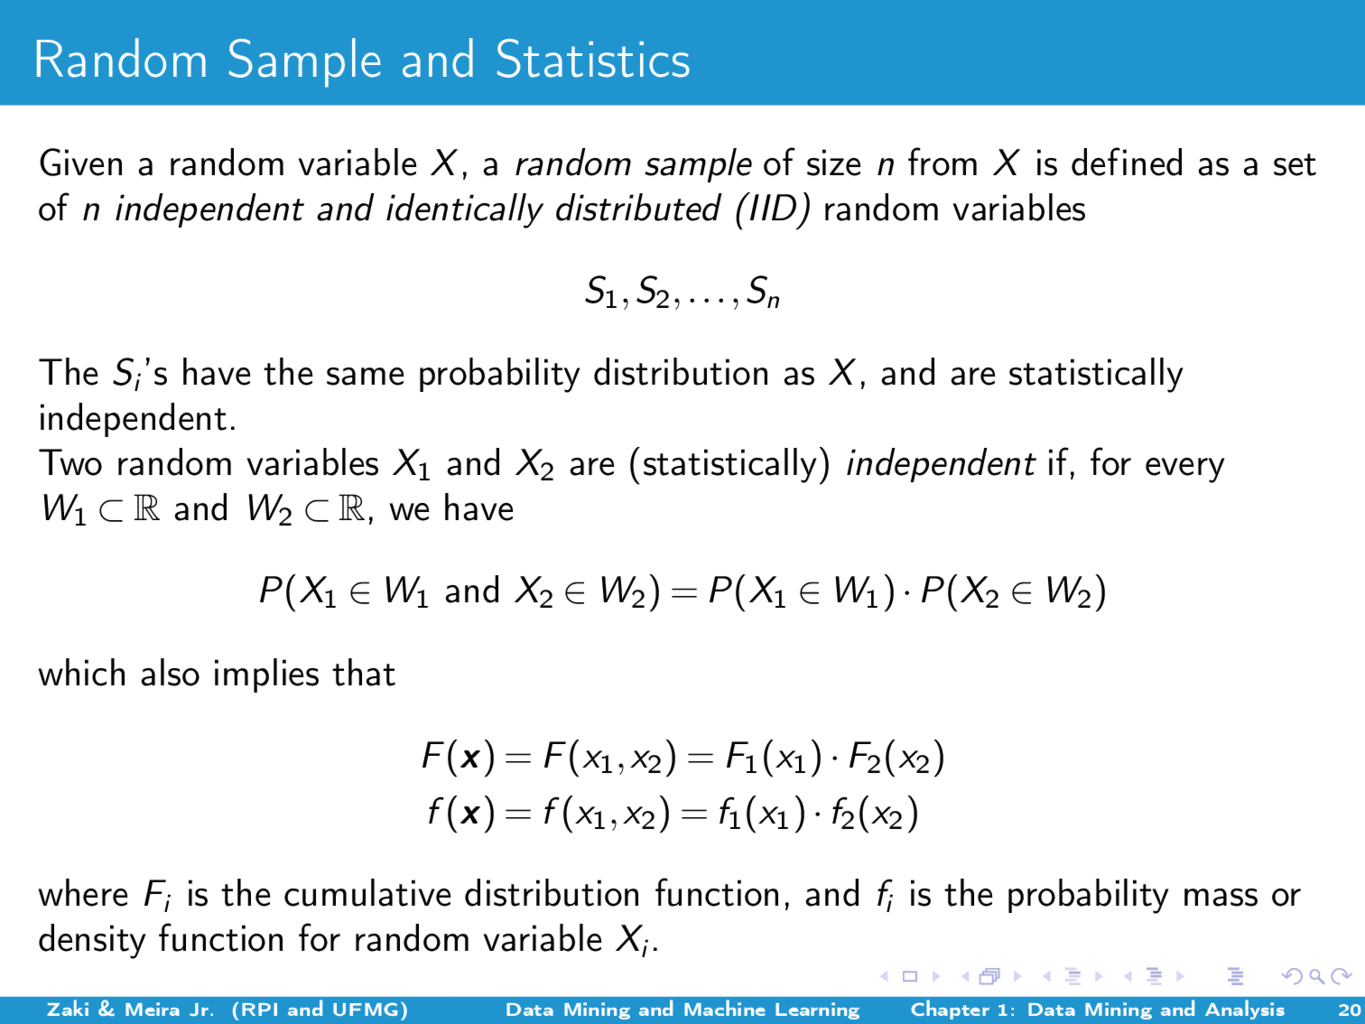 Random Sample and Statistics
Given a random variable X, a random sample of size n from X is defined as a set
of n independent and identically distributed (IID) random variables
S₁, S₂, ..., Sₙ
The Sᵢ's have the same probability distribution as X, and are statistically
independent.
Two random variables X₁ and X₂ are (statistically) independent if, for every
W₁ ⊂ ℝ and W₂ ⊂ ℝ, we have
P(X₁ ∈ W₁ and X₂ ∈ W₂) = P(X₁ ∈ W₁) · P(X₂ ∈ W₂)
which also implies that
F(x) = F(x₁, x₂) = F₁(x₁) · F₂(x₂)
f(x) = f(x₁, x₂) = f₁(x₁) · f₂(x₂)
where Fᵢ is the cumulative distribution function, and fᵢ is the probability mass or
density function for random variable Xᵢ.
Zaki & Meira Jr. (RPI and UFMG) Data Mining and Machine Learning Chapter 1: Data Mining and Analysis 20